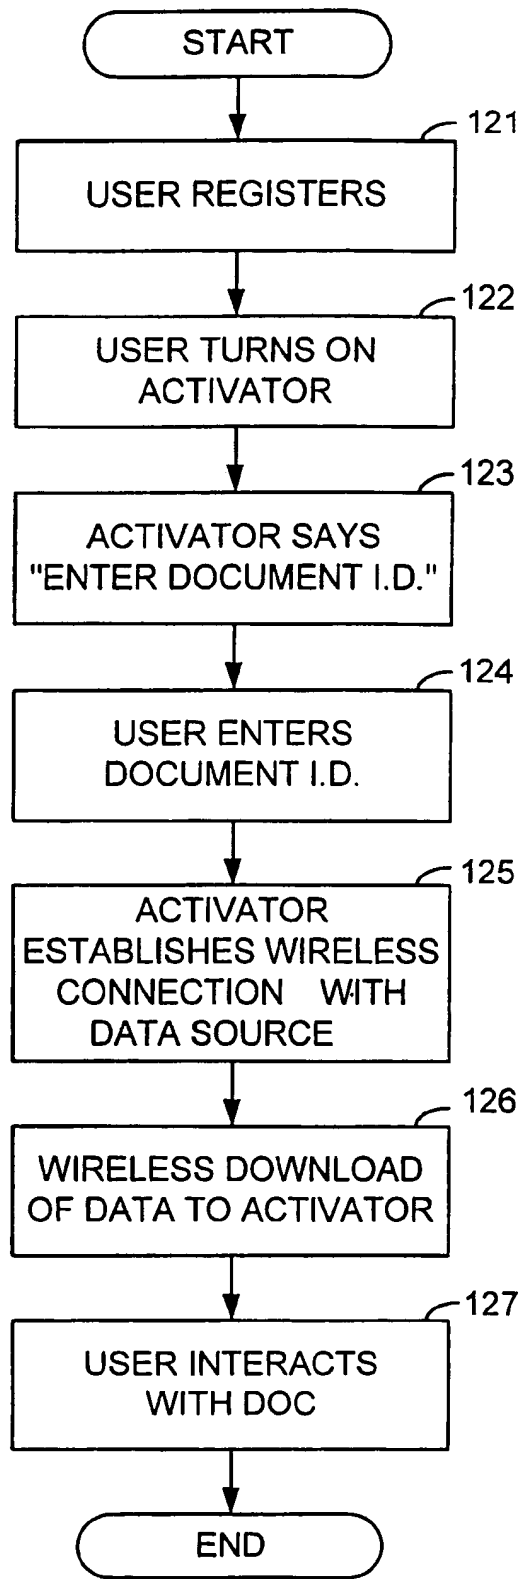 START
121
USER REGISTERS
122
USER TURNS ON
ACTIVATOR
123
ACTIVATOR SAYS
"ENTER DOCUMENT I.D."
124
USER ENTERS
DOCUMENT I.D.
125
ACTIVATOR
ESTABLISHES WIRELESS
CONNECTION WITH
DATA SOURCE
126
WIRELESS DOWNLOAD
OF DATA TO ACTIVATOR
127
USER INTERACTS
WITH DOC
END